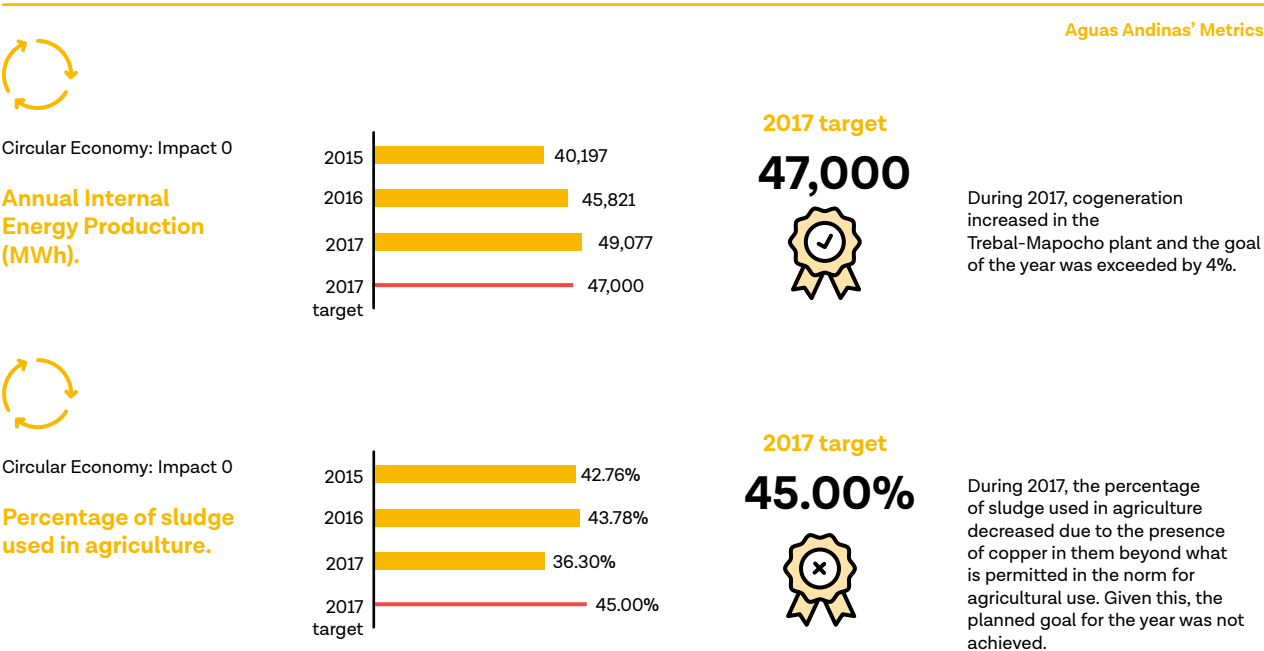 Aguas Andinas’ Metrics
Circular Economy: Impact 0
Annual Internal
Energy Production
(MWh).
2015
40,197
2016
45,821
2017
49,077
2017
target
47,000
2017 target
47,000
During 2017, cogeneration
increased in the
Trebal-Mapocho plant and the goal
of the year was exceeded by 4%.
Circular Economy: Impact 0
Percentage of sludge
used in agriculture.
2015
42.76%
2016
43.78%
2017
36.30%
2017
target
45.00%
2017 target
45.00%
During 2017, the percentage
of sludge used in agriculture
decreased due to the presence
of copper in them beyond what
is permitted in the norm for
agricultural use. Given this, the
planned goal for the year was not
achieved.